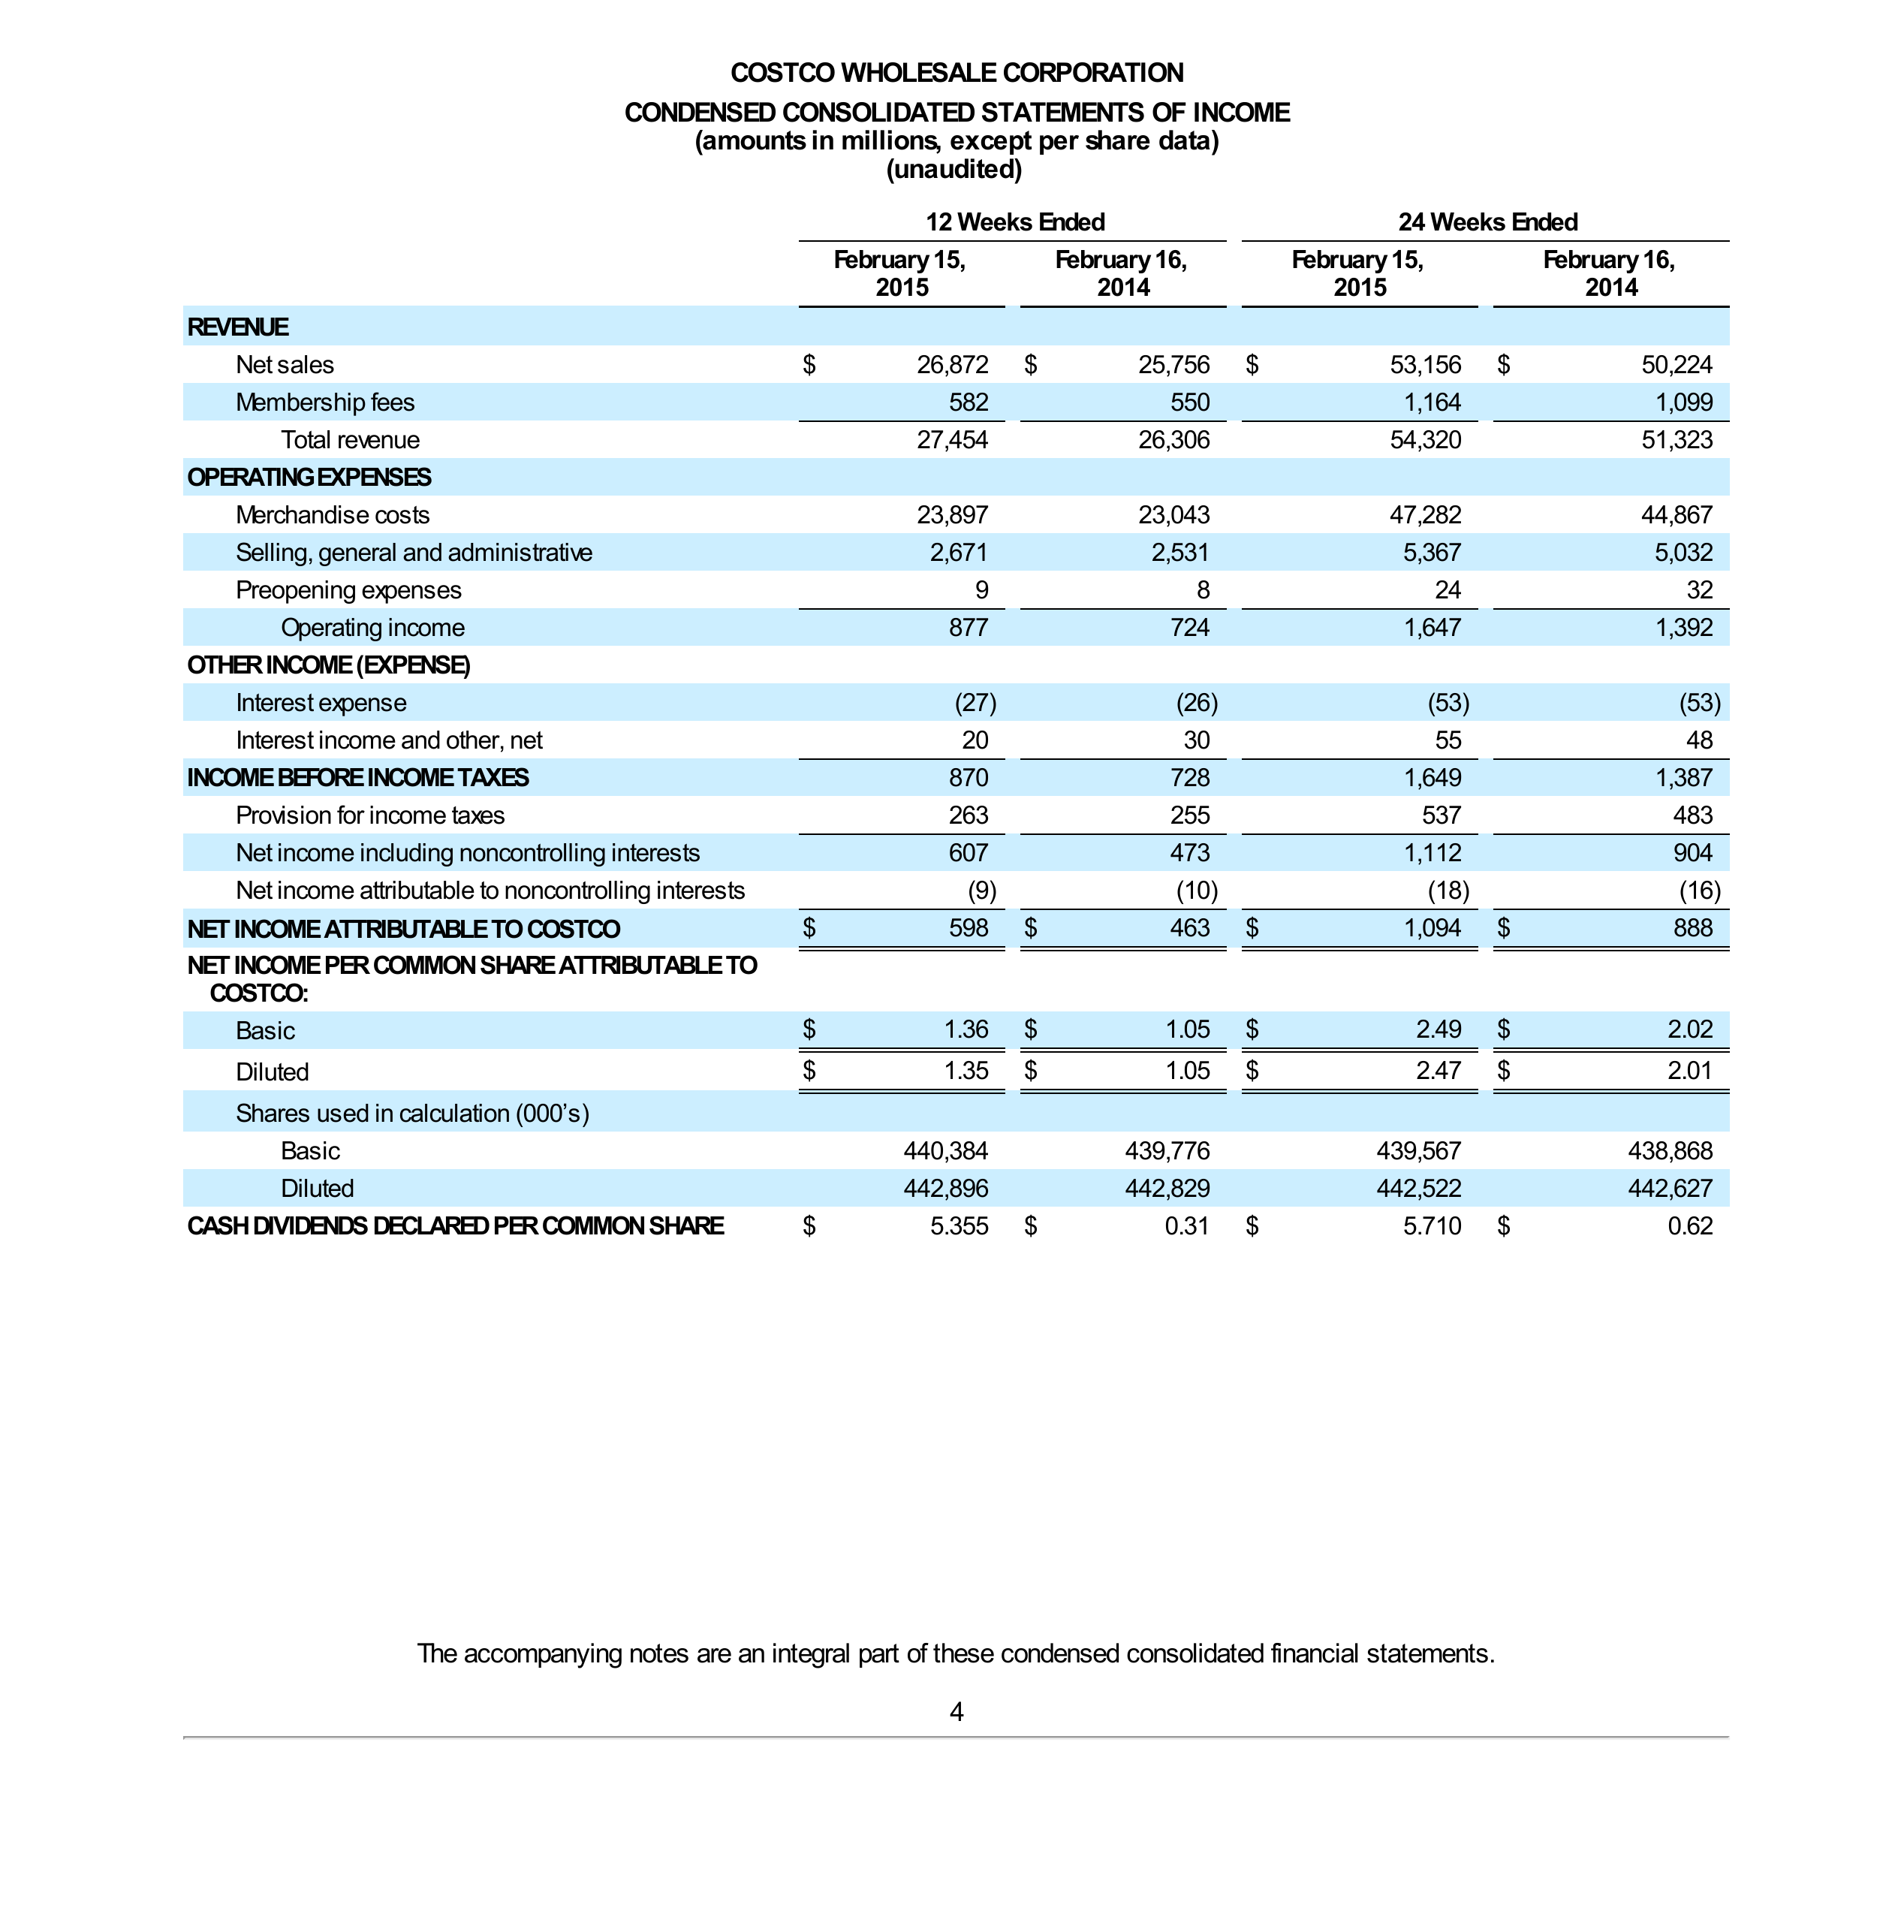 COSTCO WHOLESALE CORPORATION
CONDENSED CONSOLIDATED STATEMENTS OF INCOME
(amounts in millions, except per share data)
(unaudited)
12 Weeks Ended 24 Weeks Ended
February 15, February 16, February 15, February 16,
2015 2014 2015 2014
REVENUE
Net sales $ 26,872 $ 25,756 $ 53,156 $ 50,224
Membership fees 582 550 1,164 1,099
Total revenue 27,454 26,306 54,320 51,323
OPERATING EXPENSES
Merchandise costs 23,897 23,043 47,282 44,867
Selling, general and administrative 2,671 2,531 5,367 5,032
Preopening expenses 9 8 24 32
Operating income 877 724 1,647 1,392
OTHER INCOME (EXPENSE)
Interest expense (27) (26) (53) (53)
Interest income and other, net 20 30 55 48
INCOME BEFORE INCOME TAXES 870 728 1,649 1,387
Provision for income taxes 263 255 537 483
Net income including noncontrolling interests 607 473 1,112 904
Net income attributable to noncontrolling interests (9) (10) (18) (16)
NET INCOME ATTRIBUTABLE TO COSTCO $ 598 $ 463 $ 1,094 $ 888
NET INCOME PER COMMON SHARE ATTRIBUTABLE TO
COSTCO:
Basic $ 1.36 $ 1.05 $ 2.49 $ 2.02
Diluted $ 1.35 $ 1.05 $ 2.47 $ 2.01
Shares used in calculation (000’s)
Basic 440,384 439,776 439,567 438,868
Diluted 442,896 442,829 442,522 442,627
CASH DIVIDENDS DECLARED PER COMMON SHARE $ 5.355 $ 0.31 $ 5.710 $ 0.62
The accompanying notes are an integral part of these condensed consolidated financial statements.
4